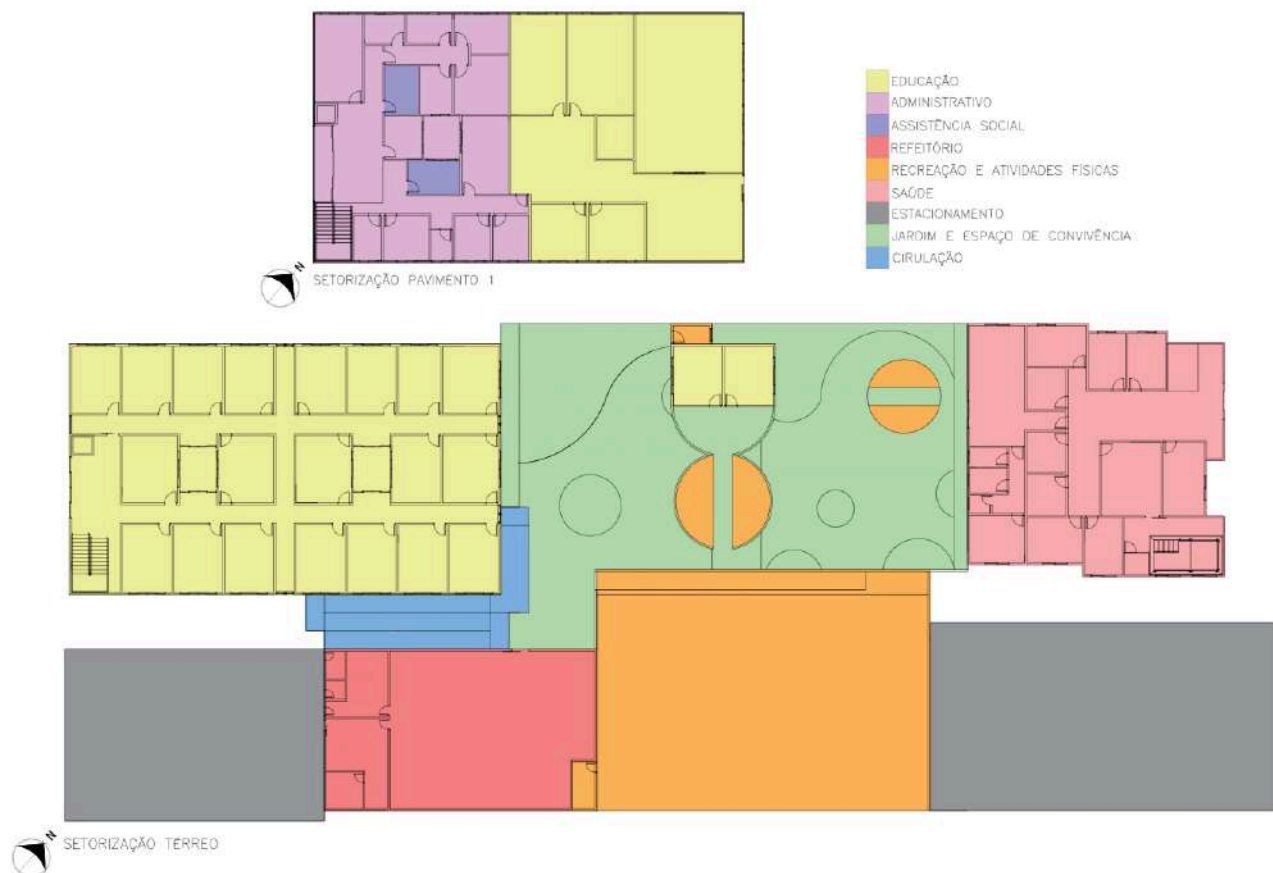 EDUCAÇÃO
ADMINISTRATIVO
ASSISTÊNCIA SOCIAL
REFEITÓRIO
RECREAÇÃO E ATIVIDADES FÍSICAS
SAÚDE
ESTACIONAMENTO
JARDIM E ESPAÇO DE CONVIVÊNCIA
CIRULAÇÃO
N
SETORIZAÇÃO PAVIMENTO 1
N
SETORIZAÇÃO TÉRREO